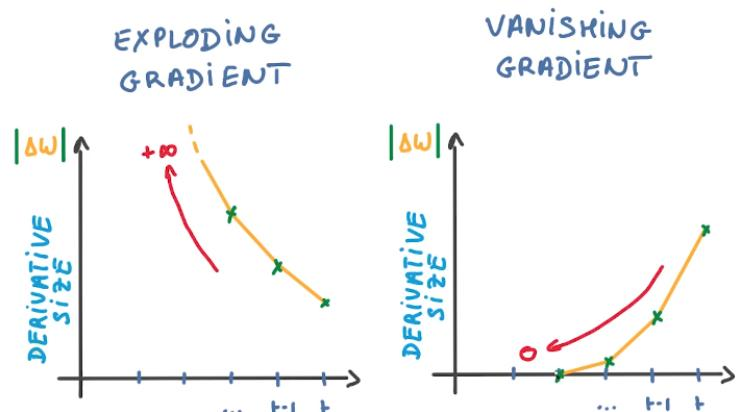 EXPLODING
GRADIENT
|ΔW|
+∞
DERIVATIVE
SIZE
...
t-1
t
VANISHING
GRADIENT
|ΔW|
0
DERIVATIVE
SIZE
...
t-1
t